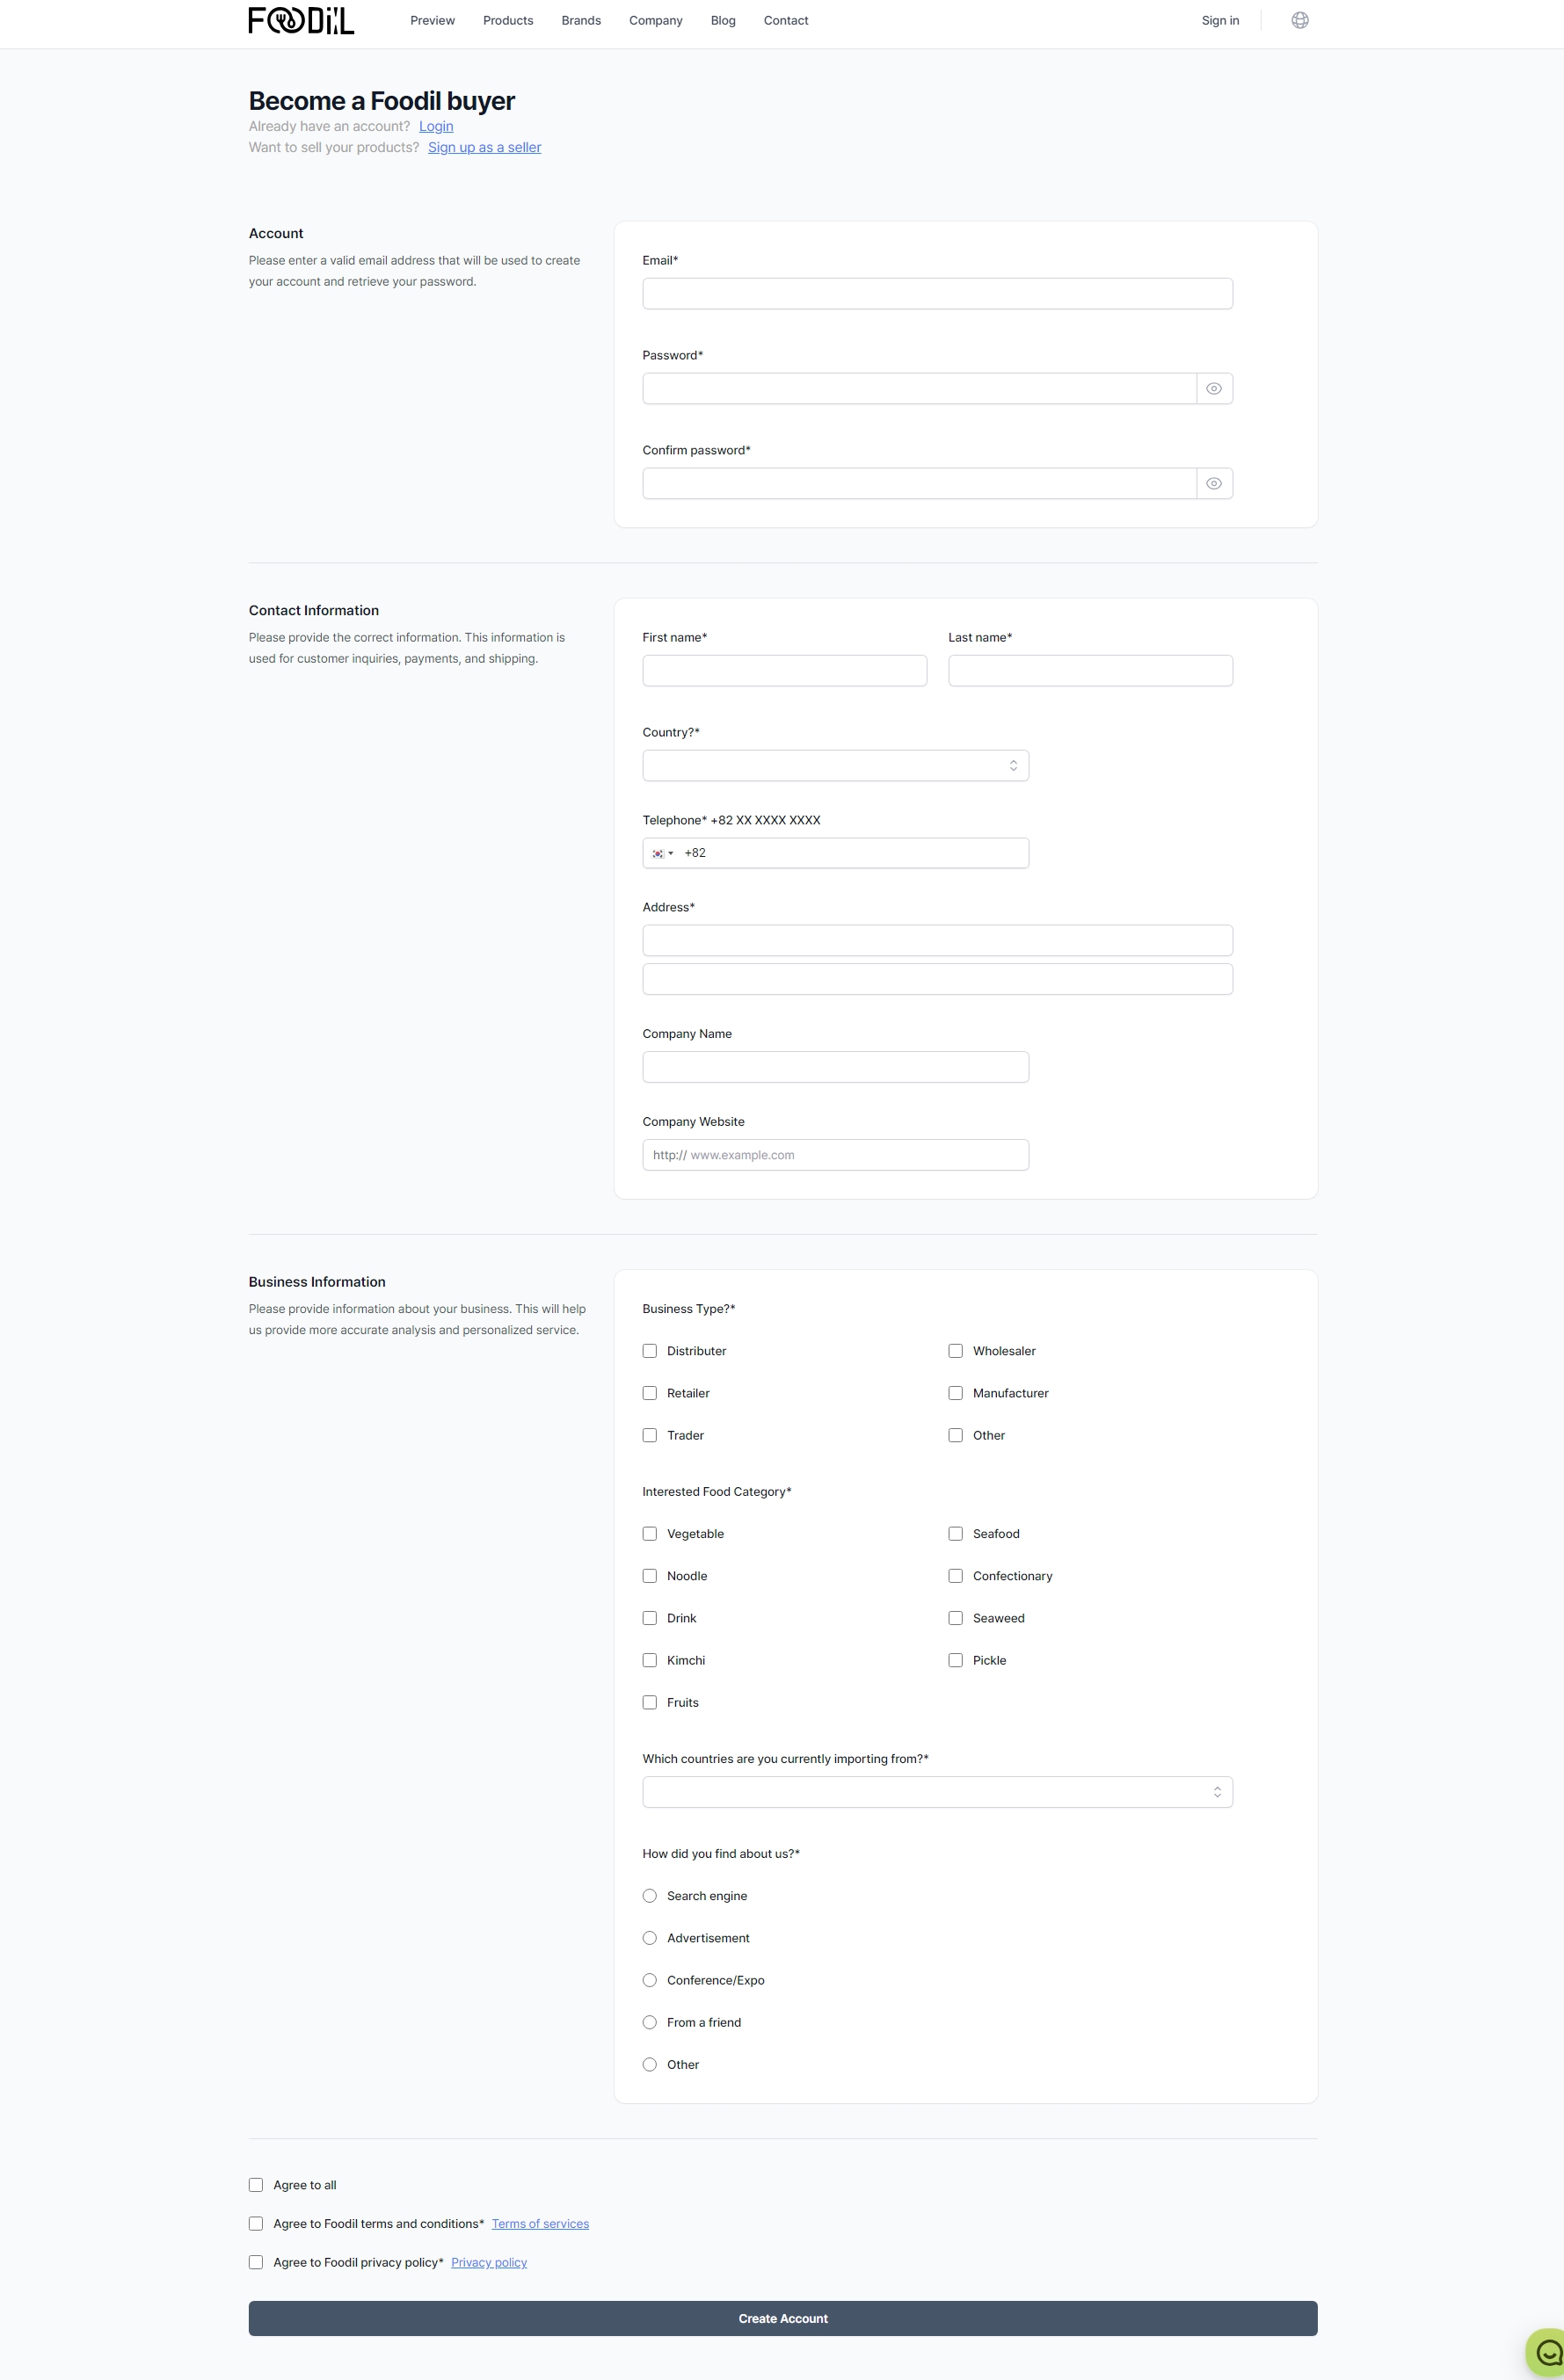 FOODiL
Preview Products Brands Company Blog Contact Sign in
Become a Foodil buyer
Already have an account? Login
Want to sell your products? Sign up as a seller
Account
Please enter a valid email address that will be used to create
your account and retrieve your password.
Email*
Password*
Confirm password*
Contact Information
Please provide the correct information. This information is
used for customer inquiries, payments, and shipping.
First name* Last name*
Country?*
Telephone* +82 XX XXXX XXXX
+82
Address*
Company Name
Company Website
http:// www.example.com
Business Information
Please provide information about your business. This will help
us provide more accurate analysis and personalized service.
Business Type?*
Distributer Wholesaler
Retailer Manufacturer
Trader Other
Interested Food Category*
Vegetable Seafood
Noodle Confectionary
Drink Seaweed
Kimchi Pickle
Fruits
Which countries are you currently importing from?*
How did you find about us?*
Search engine
Advertisement
Conference/Expo
From a friend
Other
Agree to all
Agree to Foodil terms and conditions* Terms of services
Agree to Foodil privacy policy* Privacy policy
Create Account